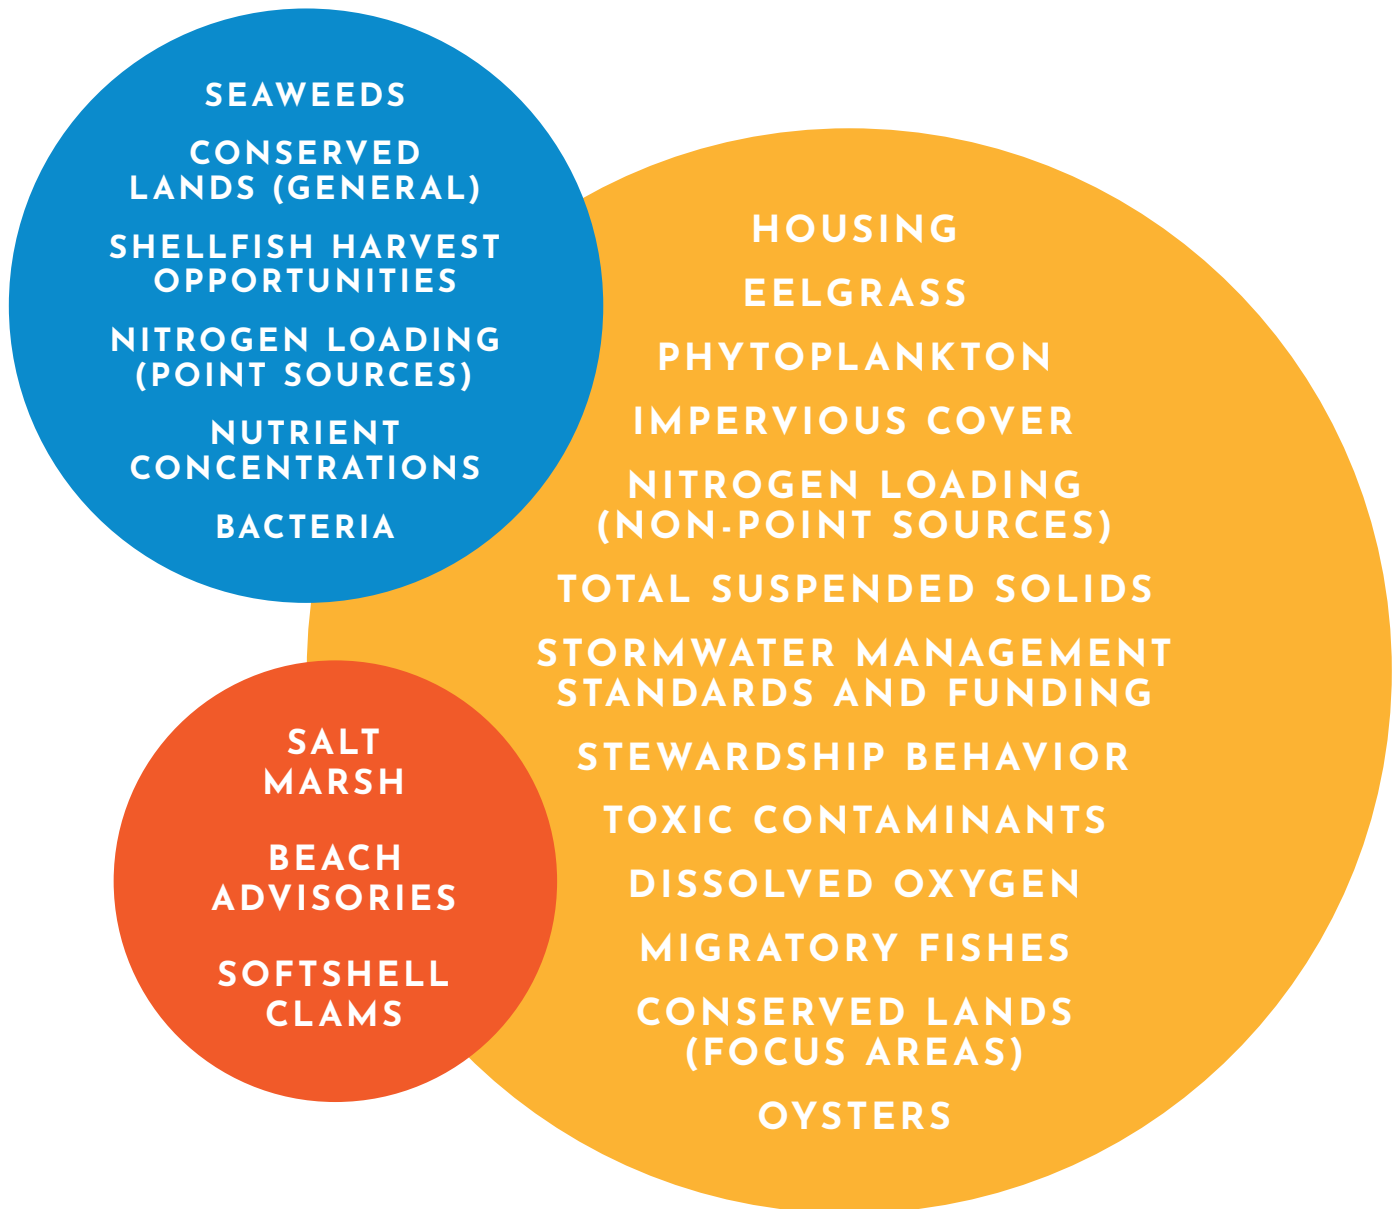 SEAWEEDS
CONSERVED
LANDS (GENERAL)
SHELLFISH HARVEST
OPPORTUNITIES
NITROGEN LOADING
(POINT SOURCES)
NUTRIENT
CONCENTRATIONS
BACTERIA
HOUSING
EELGRASS
PHYTOPLANKTON
IMPERVIOUS COVER
NITROGEN LOADING
(NON-POINT SOURCES)
TOTAL SUSPENDED SOLIDS
STORMWATER MANAGEMENT
STANDARDS AND FUNDING
STEWARDSHIP BEHAVIOR
TOXIC CONTAMINANTS
DISSOLVED OXYGEN
MIGRATORY FISHES
CONSERVED LANDS
(FOCUS AREAS)
OYSTERS
SALT
MARSH
BEACH
ADVISORIES
SOFTSHELL
CLAMS